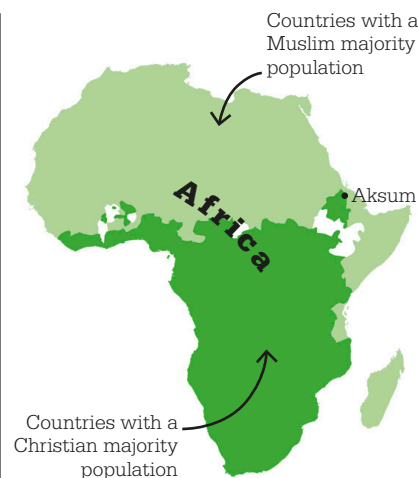 Countries with a
Muslim majority
population
Aksum
Africa
Countries with a
Christian majority
population